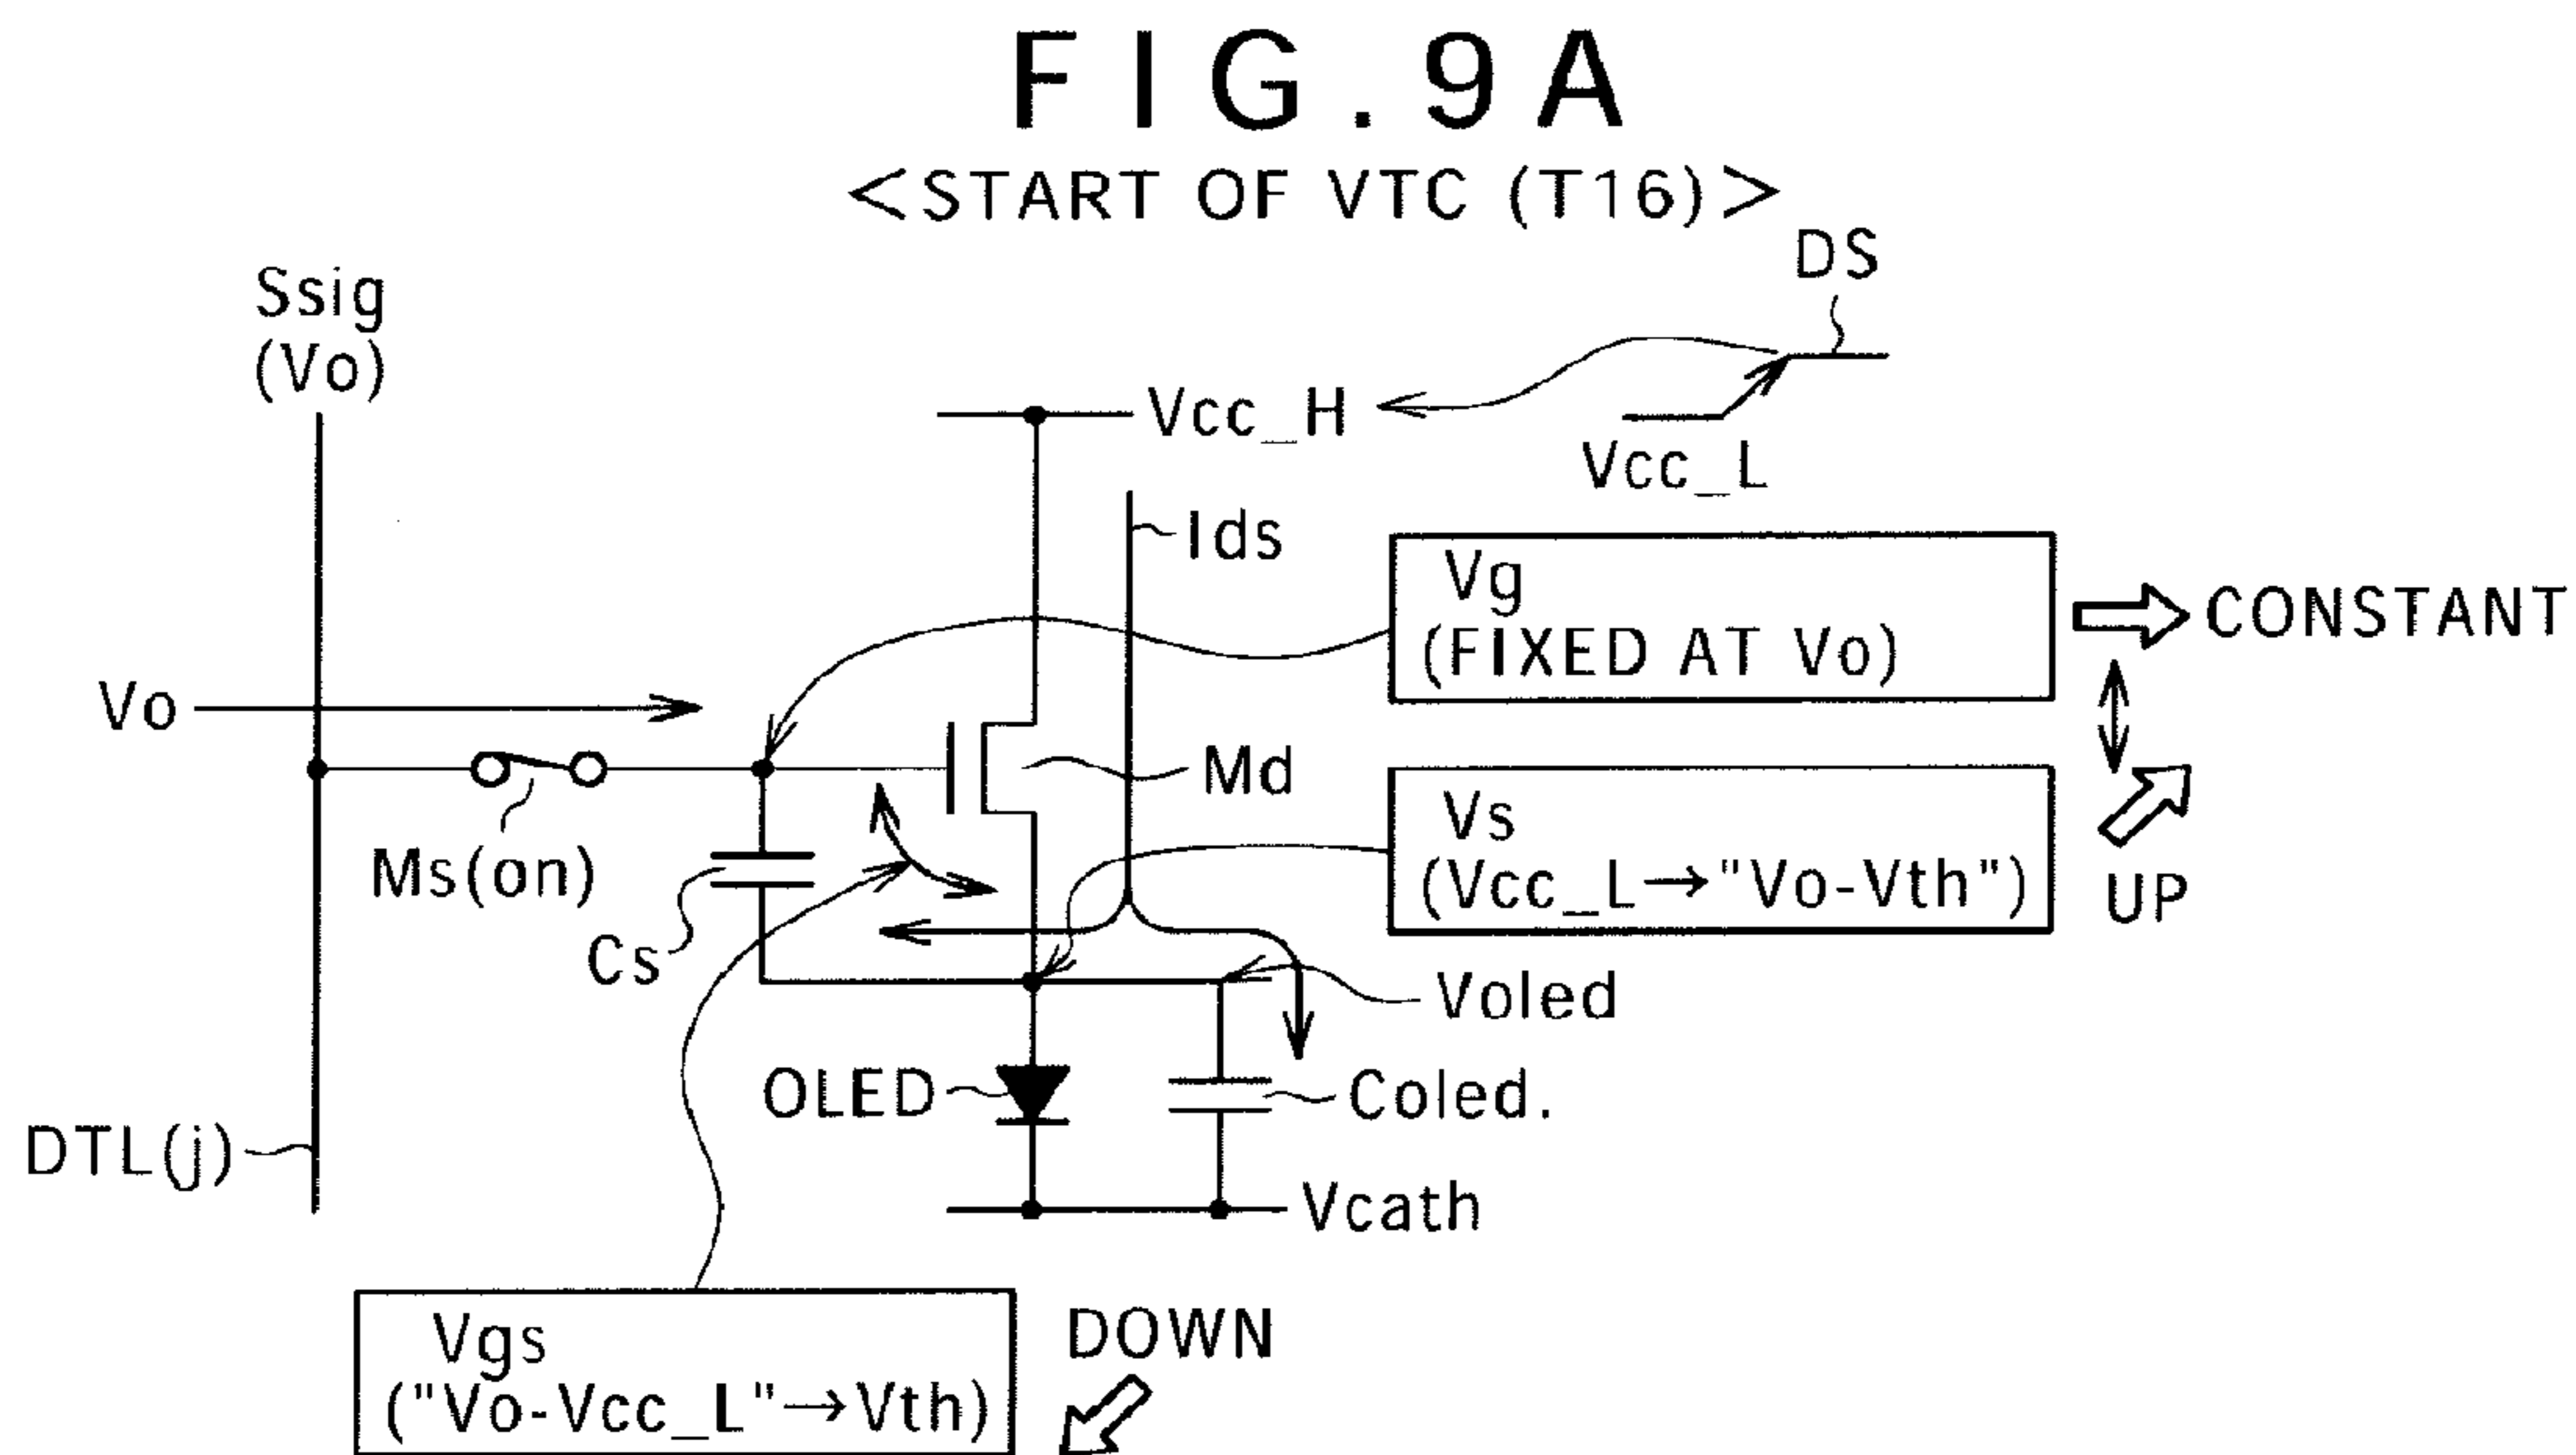 FIG.9A
<START OF VTC (T16)>
DS
Ssig
(Vo)
Vcc_H
Vcc_L
Ids
Vg
(FIXED AT Vo)
CONSTANT
Vo
Md
Vs
(Vcc_L→"Vo-Vth")
UP
Ms(on)
Cs
Voled
OLED
Coled.
DTL(j)
Vcath
Vgs
("Vo-Vcc_L"→Vth)
DOWN